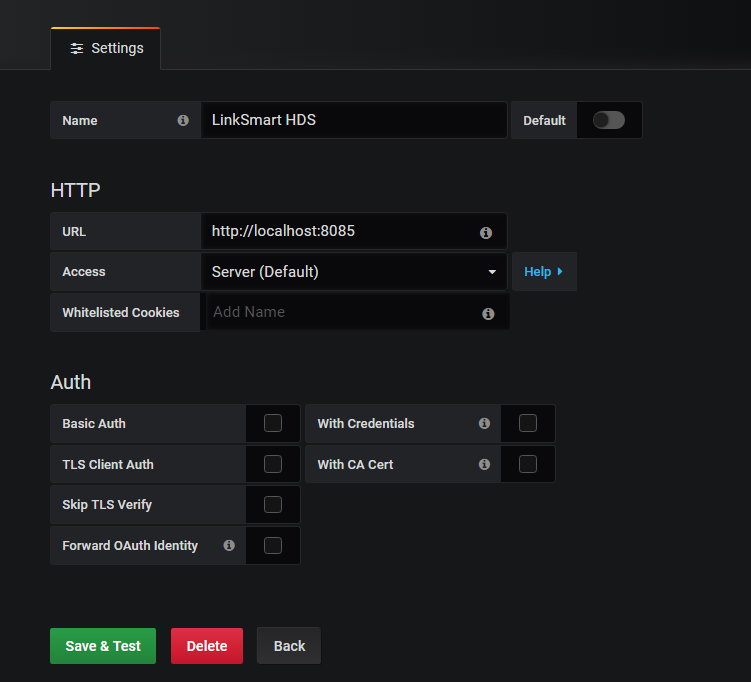 Settings
Name LinkSmart HDS Default
HTTP
URL http://localhost:8085
Access Server (Default) Help
Whitelisted Cookies Add Name
Auth
Basic Auth With Credentials
TLS Client Auth With CA Cert
Skip TLS Verify
Forward OAuth Identity
Save & Test Delete Back